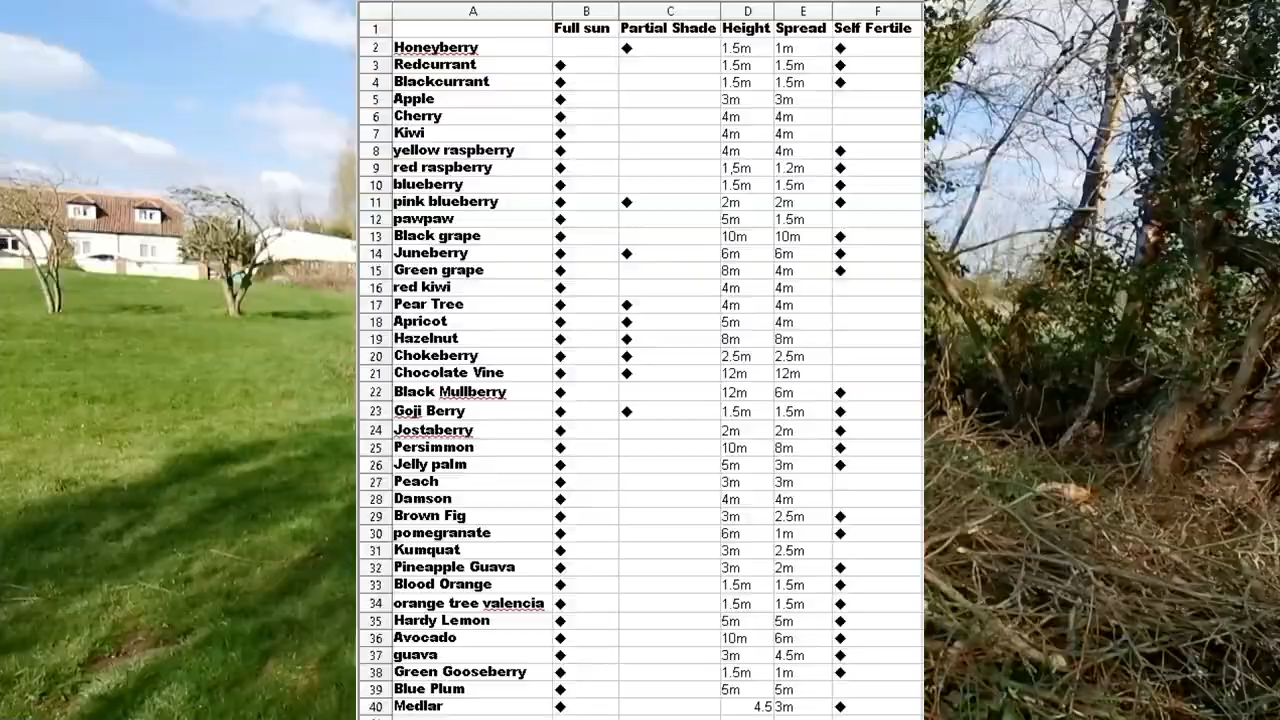 A B C D E F
1 Full sun Partial Shade Height Spread Self Fertile
2 Honeyberry ◆ 1.5m 1m ◆
3 Redcurrant ◆ 1.5m 1.5m ◆
4 Blackcurrant ◆ 1.5m 1.5m ◆
5 Apple ◆ 3m 3m
6 Cherry ◆ 4m 4m
7 Kiwi ◆ 4m 4m
8 yellow raspberry ◆ 4m 4m ◆
9 red raspberry ◆ 1,5m 1.2m ◆
10 blueberry ◆ 1.5m 1.5m ◆
11 pink blueberry ◆ ◆ 2m 2m ◆
12 pawpaw ◆ 5m 1.5m
13 Black grape ◆ 10m 10m ◆
14 Juneberry ◆ ◆ 6m 6m ◆
15 Green grape ◆ 8m 4m ◆
16 red kiwi ◆ 4m 4m
17 Pear Tree ◆ ◆ 4m 4m
18 Apricot ◆ ◆ 5m 4m
19 Hazelnut ◆ ◆ 8m 8m
20 Chokeberry ◆ ◆ 2.5m 2.5m
21 Chocolate Vine ◆ ◆ 12m 12m
22 Black Mullberry ◆ 12m 6m ◆
23 Goji Berry ◆ ◆ 1.5m 1.5m ◆
24 Jostaberry ◆ 2m 2m ◆
25 Persimmon ◆ 10m 8m ◆
26 Jelly palm ◆ 5m 3m ◆
27 Peach ◆ 3m 3m
28 Damson ◆ 4m 4m
29 Brown Fig ◆ 3m 2.5m ◆
30 pomegranate ◆ 6m 1m ◆
31 Kumquat ◆ 3m 2.5m
32 Pineapple Guava ◆ 3m 2m ◆
33 Blood Orange ◆ 1.5m 1.5m ◆
34 orange tree valencia ◆ 1.5m 1.5m ◆
35 Hardy Lemon ◆ 5m 5m ◆
36 Avocado ◆ 10m 6m ◆
37 guava ◆ 3m 4.5m ◆
38 Green Gooseberry ◆ 1.5m 1m ◆
39 Blue Plum ◆ 5m 5m
40 Medlar ◆ 4.5 3m ◆